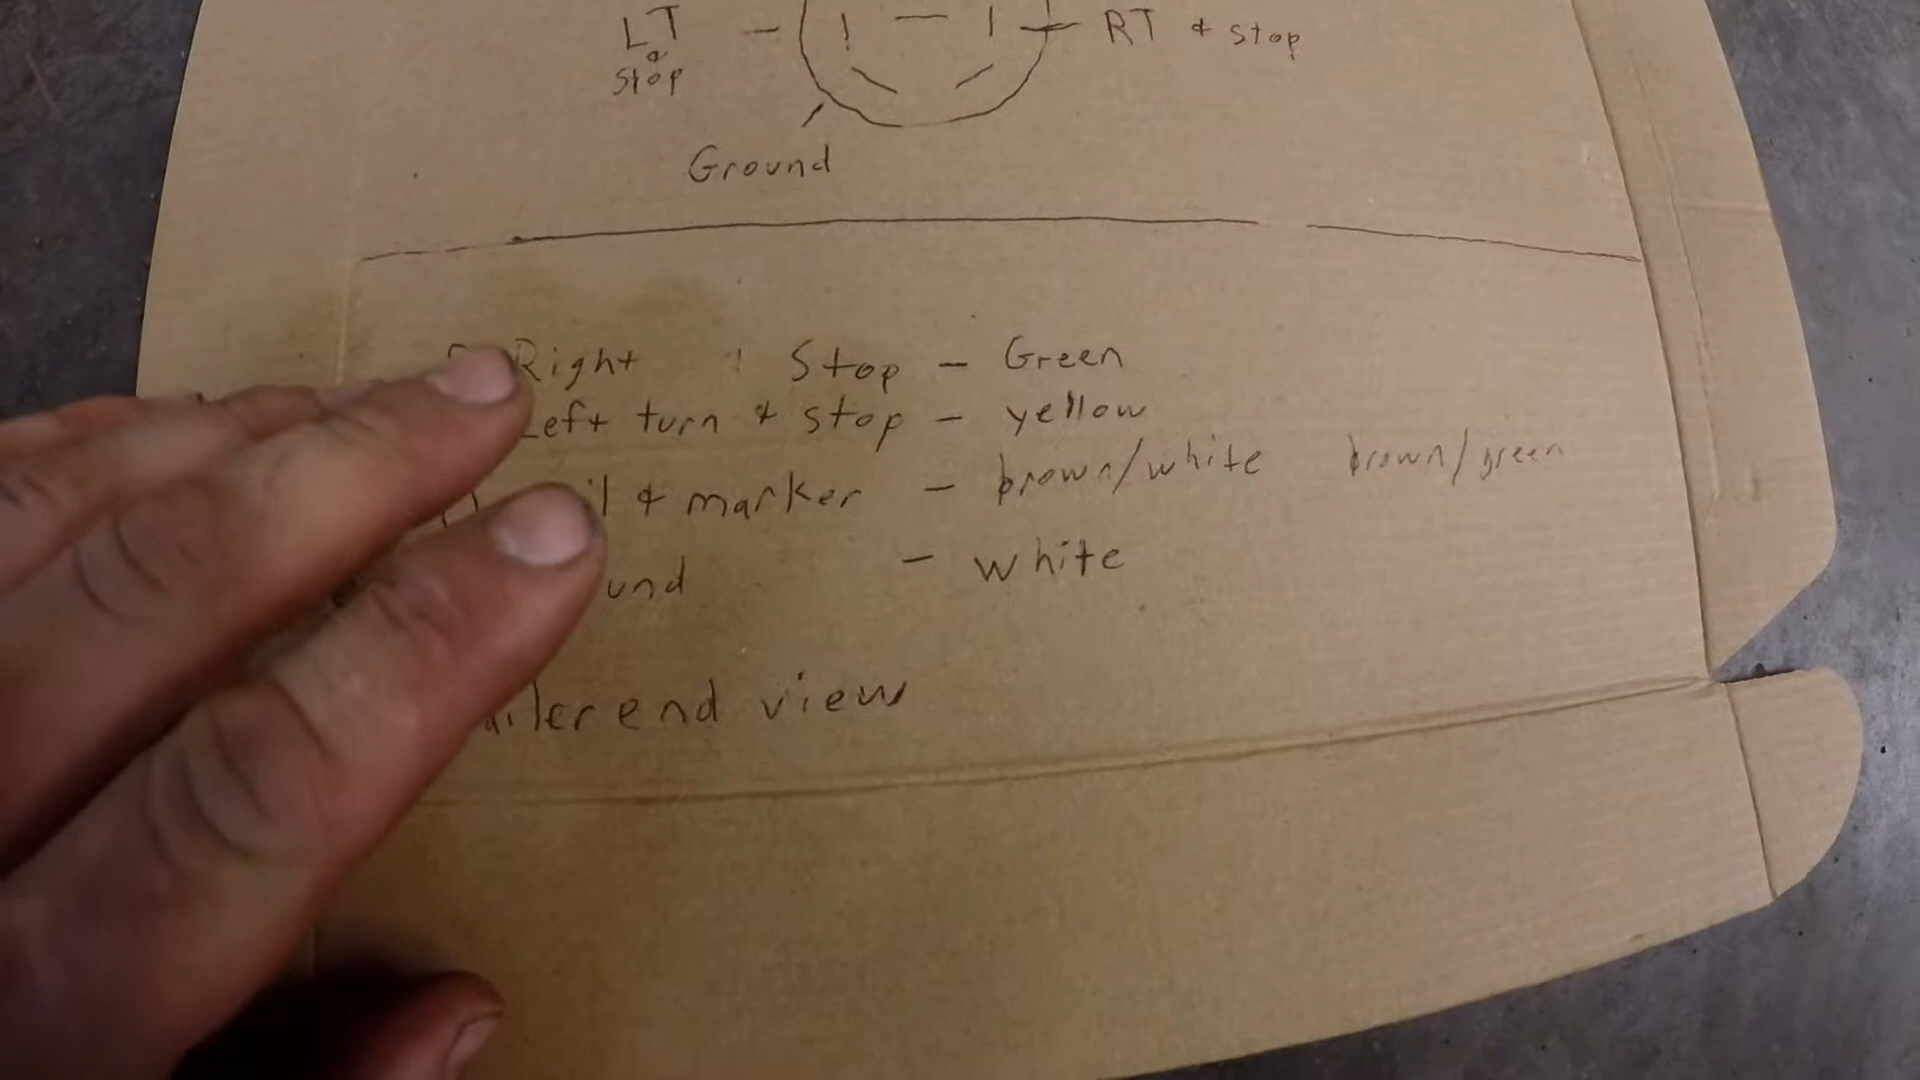 LT RT & Stop
&
Stop
Ground
Right Stop - Green
Left turn & stop - yellow
& marker - brown/white brown/green
- white
end view